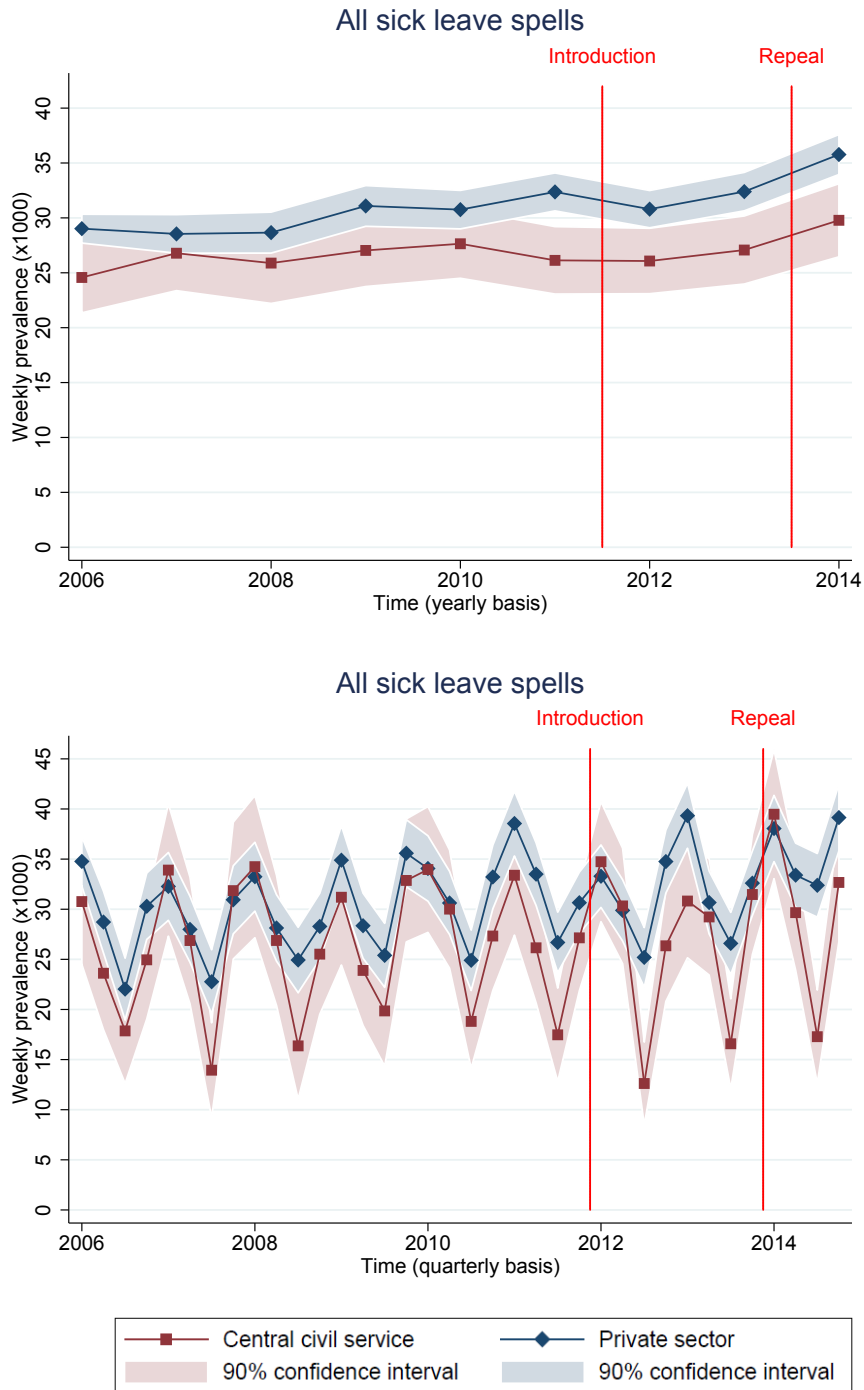 All sick leave spells
Introduction Repeal
40
35
30
25
20
15
10
5
0
Weekly prevalence (x1000)
2006 2008 2010 2012 2014
Time (yearly basis)
All sick leave spells
Introduction Repeal
45
40
35
30
25
20
15
10
5
0
Weekly prevalence (x1000)
2006 2008 2010 2012 2014
Time (quarterly basis)
Central civil service Private sector
90% confidence interval 90% confidence interval